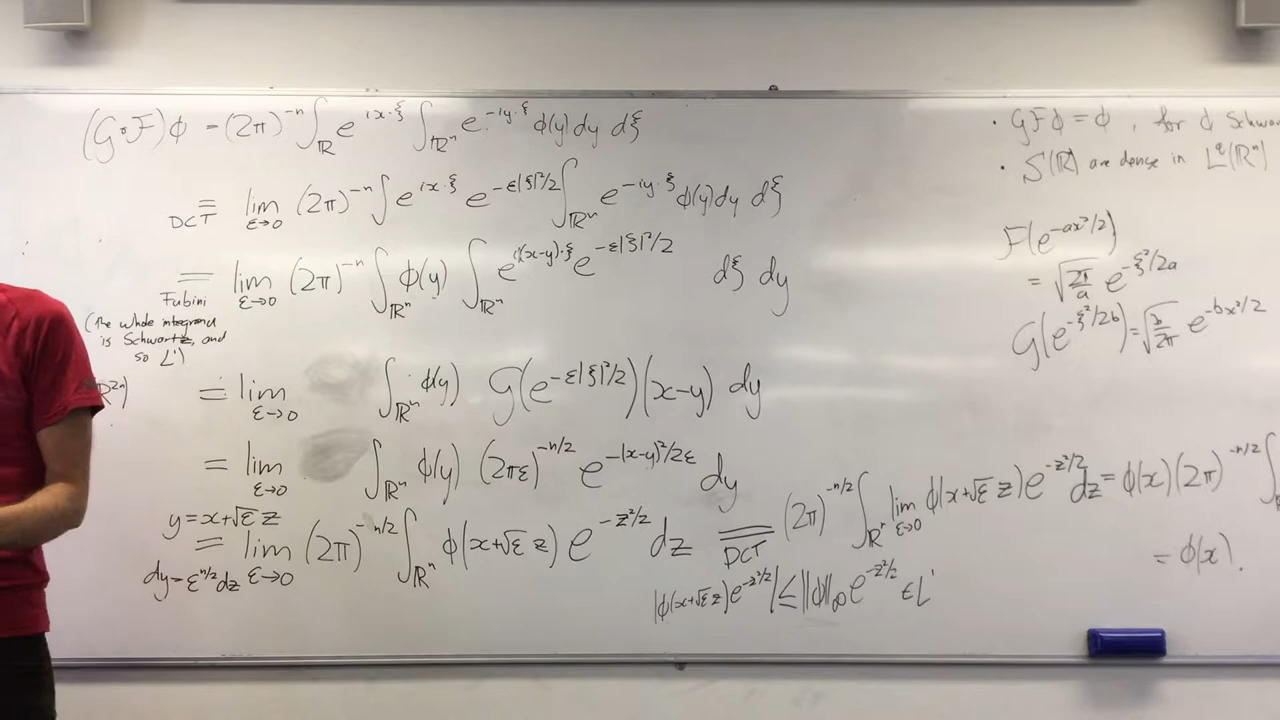 (G∘F)ϕ = (2π)^{-n} ∫_ℝ e^{ix·ξ} ∫_{ℝ^n} e^{-iy·ξ} ϕ(y)dy dξ
= DCT lim_{ε→0} (2π)^{-n} ∫ e^{ix·ξ} e^{-ε|ξ|²/2} ∫_{ℝ^n} e^{-iy·ξ} ϕ(y)dy dξ
= lim_{ε→0} (2π)^{-n} ∫_{ℝ^n} ϕ(y) ∫_{ℝ^n} e^{i(x-y)·ξ} e^{-ε|ξ|²/2} dξ dy
Fubini
(the whole integrand
is Schwartz, and
so L¹)
ℝ^{2n})
= lim_{ε→0} ∫_{ℝ^n} ϕ(y) G(e^{-ε|ξ|²/2})(x-y) dy
= lim_{ε→0} ∫_{ℝ^n} ϕ(y) (2πε)^{-n/2} e^{-(x-y)²/2ε} dy
y = x+√ε z
= lim_{ε→0} (2π)^{-n/2} ∫_{ℝ^n} ϕ(x+√ε z) e^{-z²/2} dz = DCT (2π)^{-n/2} ∫_{ℝ^n} lim_{ε→0} ϕ(x+√ε z) e^{-z²/2} dz = ϕ(x)(2π)^{-n/2} ∫
dy = ε^{n/2} dz
|ϕ(x+√ε z) e^{-z²/2}| ≤ ‖ϕ‖_∞ e^{-z²/2} ∈ L¹
= ϕ(x).
· GFϕ = ϕ, for ϕ Schwar
· S(ℝ) are dense in L^q(ℝ^n)
F(e^{-ax²/2})
= √(2π/a) e^{-ξ²/2a}
G(e^{-ξ²/2b}) = √(b/2π) e^{-bx²/2}